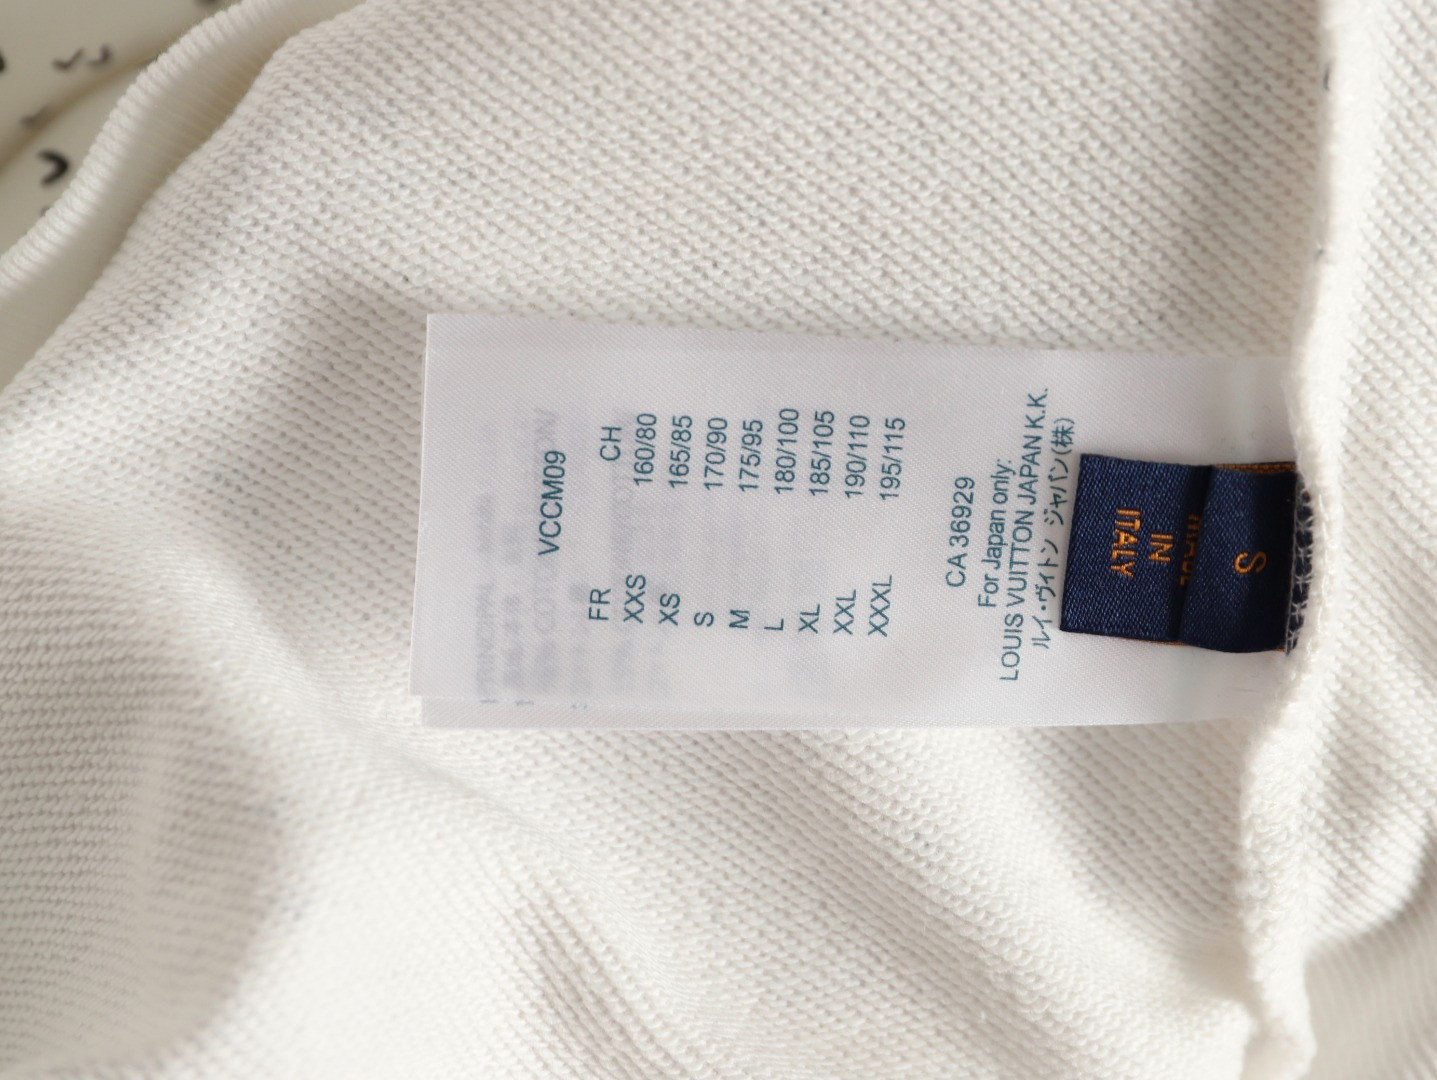 VCCM09
FR CH
XXS 160/80
XS 165/85
S 170/90
M 175/95
L 180/100
XL 185/105
XXL 190/110
XXXL 195/115
CA 36929
For Japan only:
LOUIS VUITTON JAPAN K.K.
ルイ・ヴィトン ジャパン(株)
S
MADE
IN
ITALY